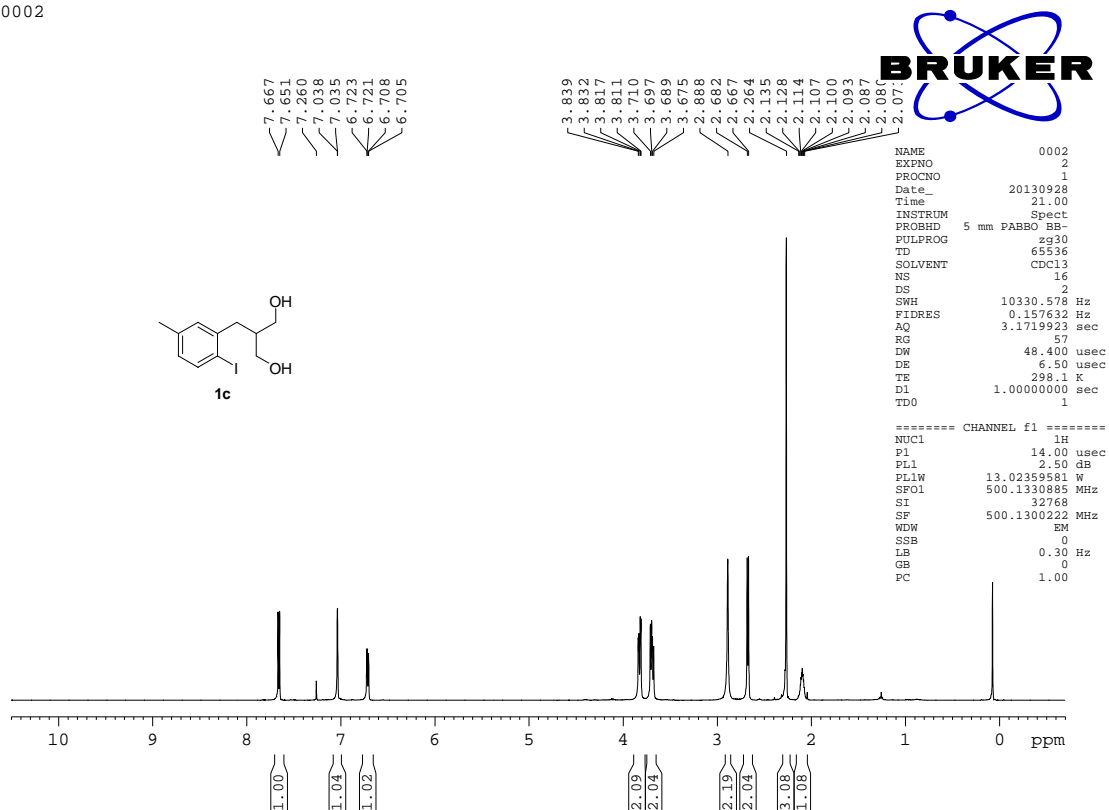 0002
BRUKER
7.667
7.651
7.260
7.038
7.035
6.723
6.721
6.708
6.705
3.839
3.832
3.817
3.811
3.710
3.697
3.689
3.675
2.888
2.682
2.667
2.264
2.135
2.128
2.114
2.107
2.100
2.093
2.087
2.080
NAME 0002
EXPNO 2
PROCNO 1
Date_ 20130928
Time 21.00
INSTRUM Spect
PROBHD 5 mm PABBO BB-
PULPROG zg30
TD 65536
SOLVENT CDCl3
NS 16
DS 2
SWH 10330.578 Hz
FIDRES 0.157632 Hz
AQ 3.1719923 sec
RG 57
DW 48.400 usec
DE 6.50 usec
TE 298.1 K
D1 1.00000000 sec
TD0 1
======== CHANNEL f1 ========
NUC1 1H
P1 14.00 usec
PL1 2.50 dB
PL1W 13.02359581 W
SFO1 500.1330885 MHz
SI 32768
SF 500.1300222 MHz
WDW EM
SSB 0
LB 0.30 Hz
GB 0
PC 1.00
OH
I
OH
1c
10 9 8 7 6 5 4 3 2 1 0 ppm
1.00
1.04
1.02
2.09
2.04
2.19
2.04
3.08
1.08